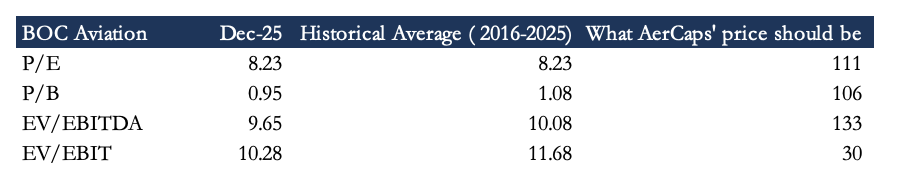 BOC Aviation Dec-25 Historical Average ( 2016-2025) What AerCaps' price should be
P/E 8.23 8.23 111
P/B 0.95 1.08 106
EV/EBITDA 9.65 10.08 133
EV/EBIT 10.28 11.68 30